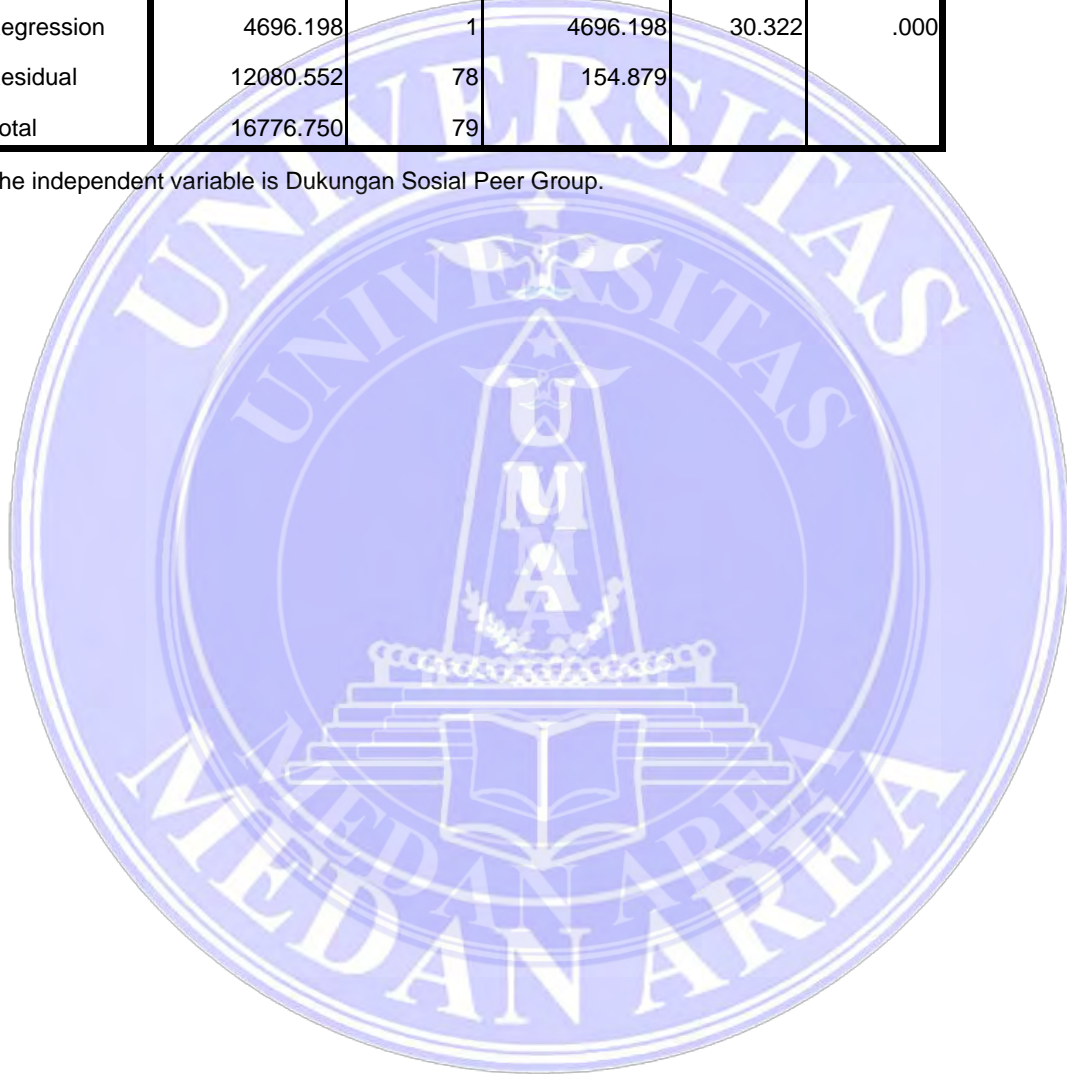 egression 4696.198 1 4696.198 30.322 .000
esidual 12080.552 78 154.879
otal 16776.750 79
he independent variable is Dukungan Sosial Peer Group.
UNIVERSITAS
UNIVERSITAS
U
M
A
MEDAN AREA
MEDAN AREA